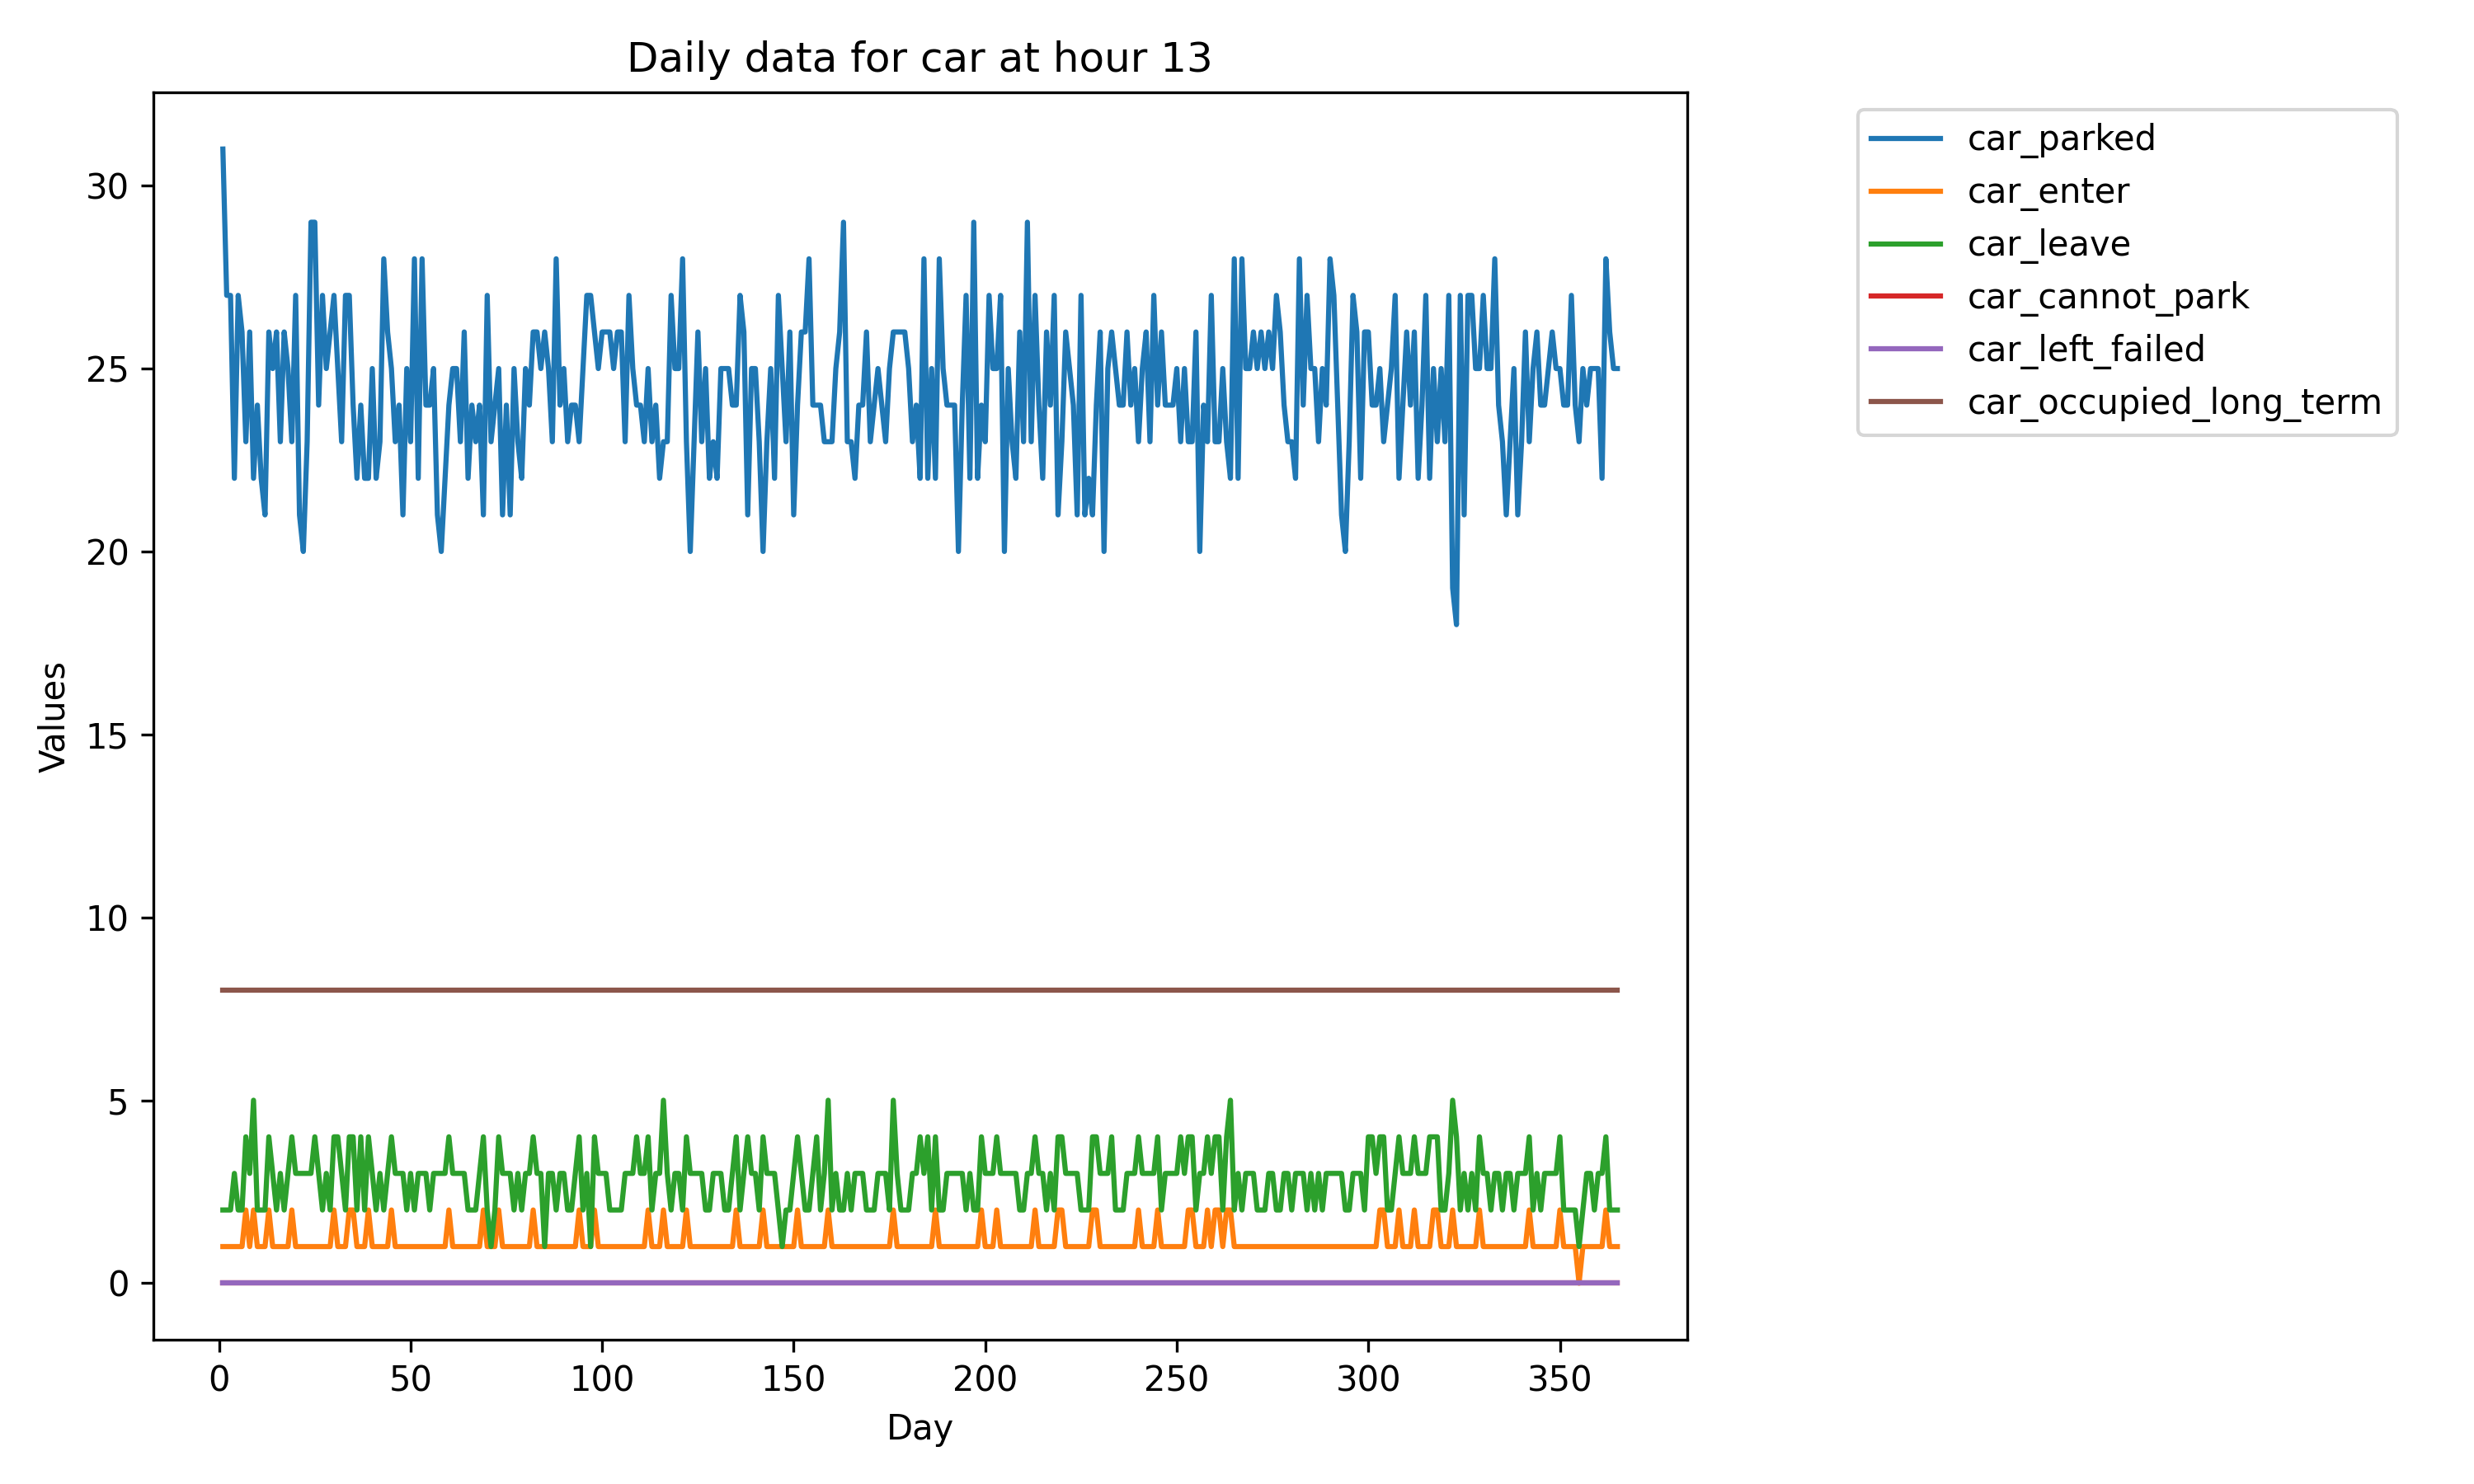 Daily data for car at hour 13
car_parked
car_enter
car_leave
car_cannot_park
car_left_failed
car_occupied_long_term
Values
30
25
20
15
10
5
0
0 50 100 150 200 250 300 350
Day